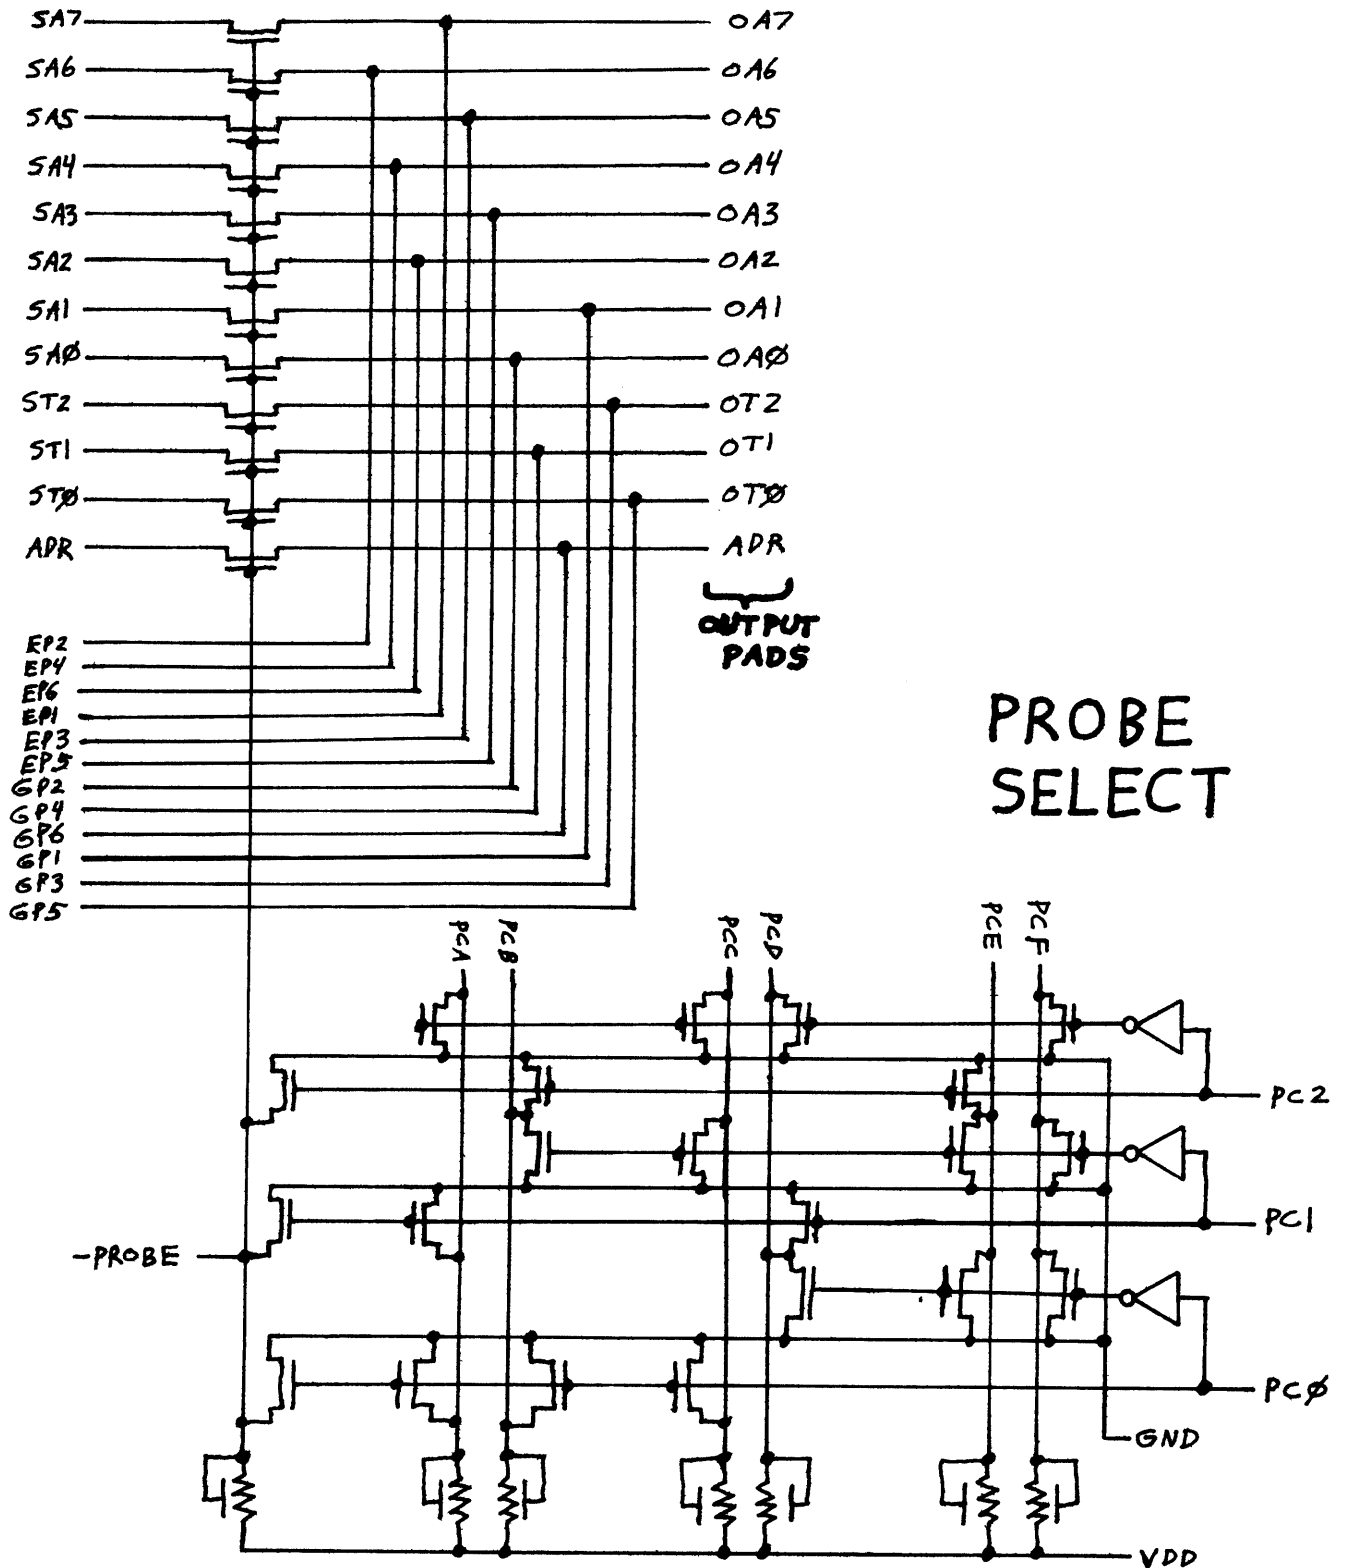 SA7 OA7
SA6 OA6
SA5 OA5
SA4 OA4
SA3 OA3
SA2 OA2
SA1 OA1
SAØ OAØ
ST2 OT2
ST1 OT1
STØ OTØ
ADR ADR
OUTPUT
PADS
EP2
EP4
EP6
EP1
EP3
EP5
GP2
GP4
GP6
GP1
GP3
GP5
PROBE
SELECT
PCA PCB PCC PCD PCE PCF
PC2
PC1
-PROBE
PCØ
GND
VDD